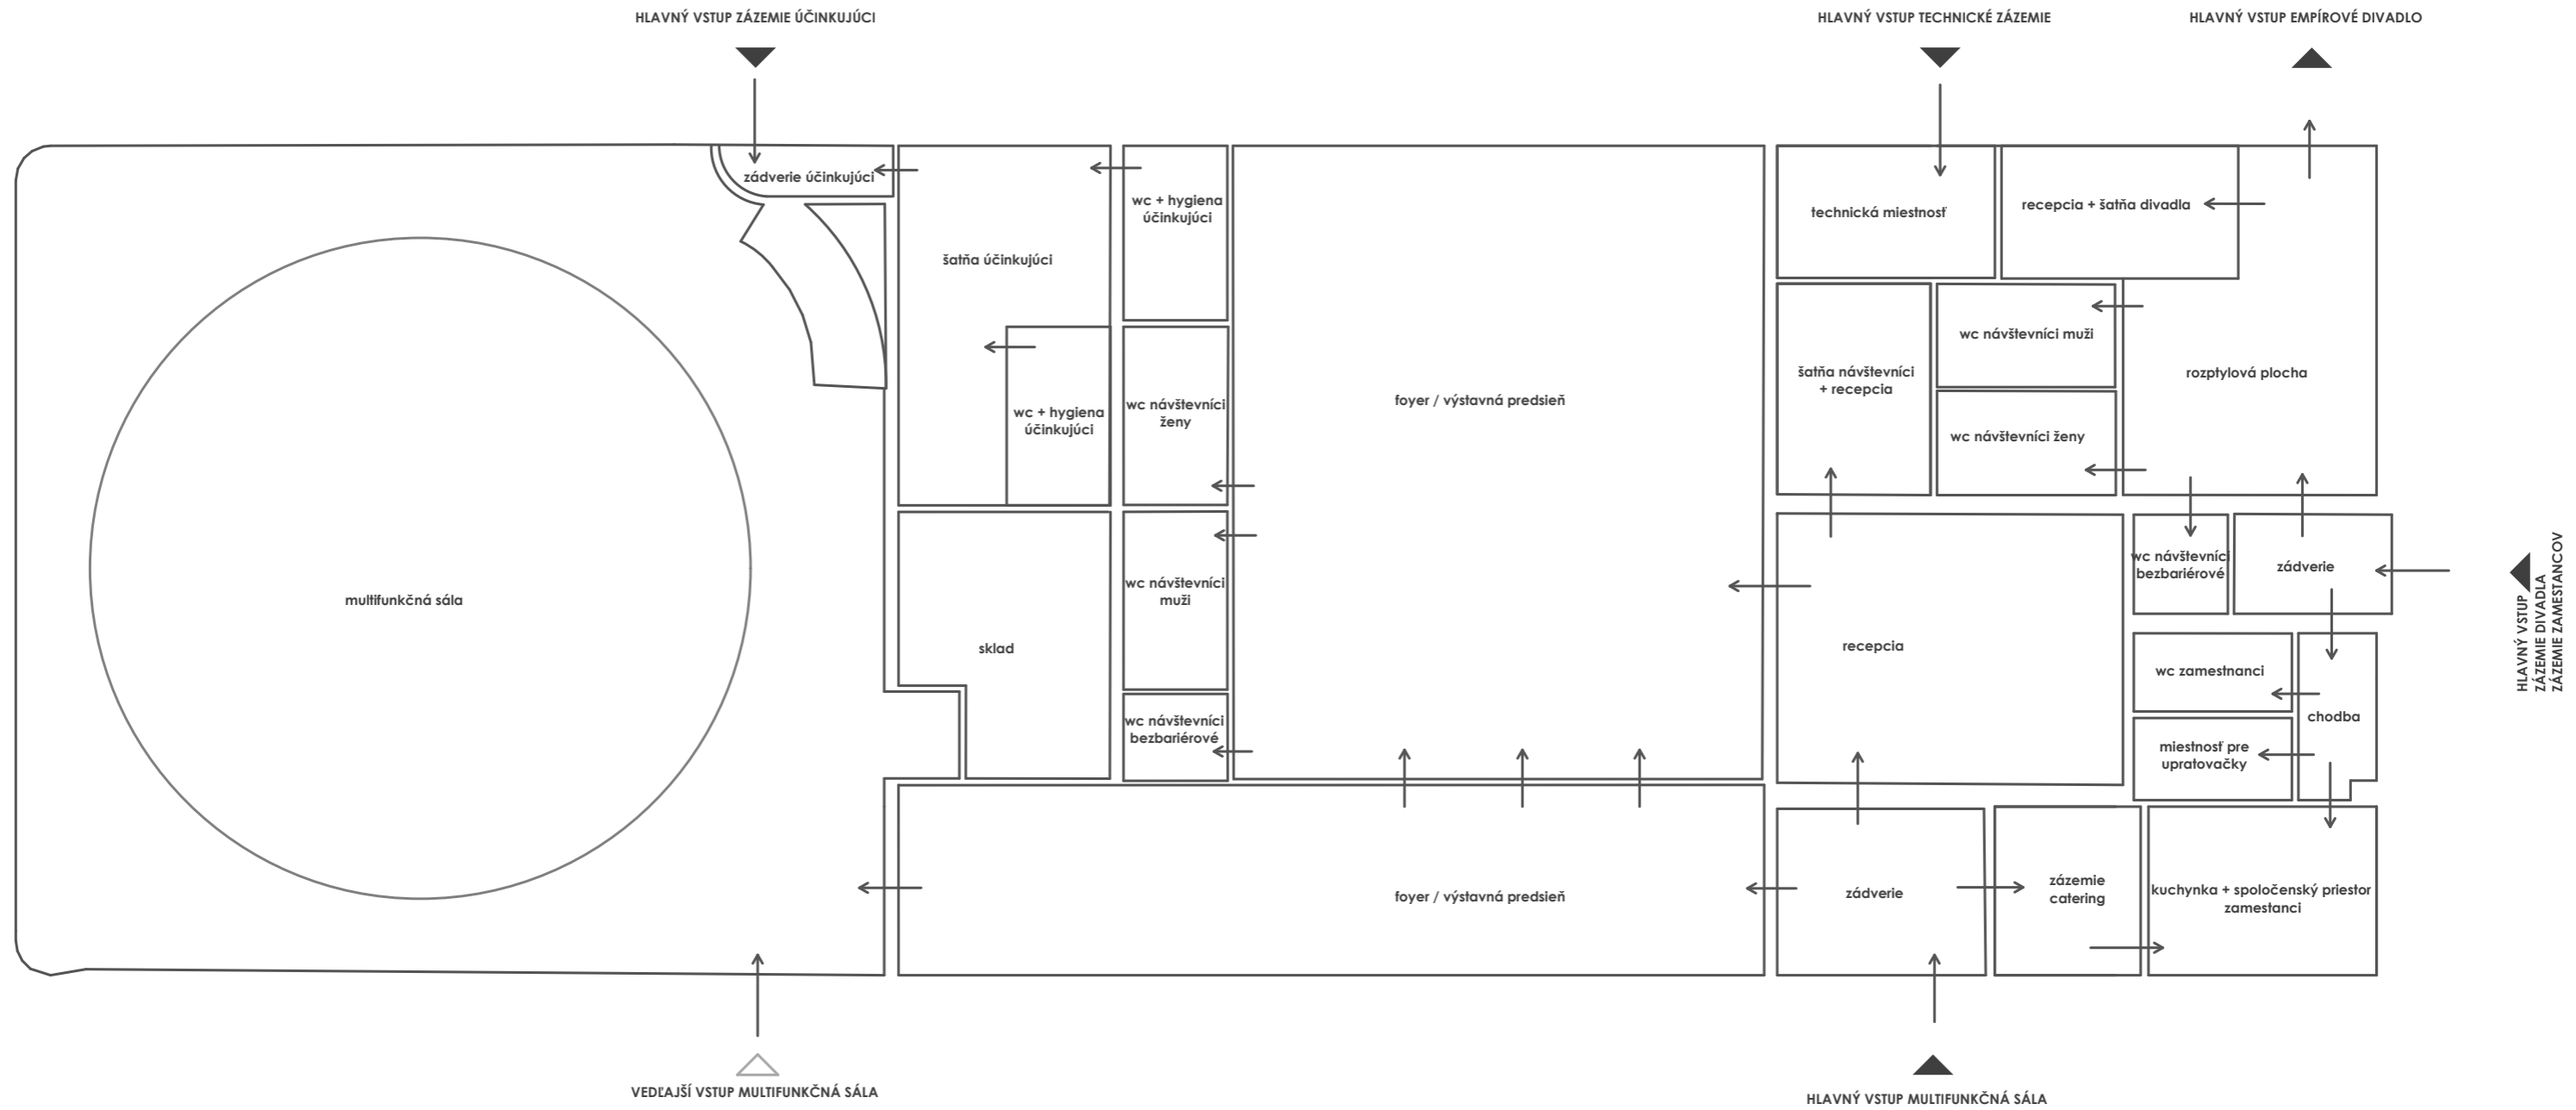 HLAVNÝ VSTUP ZÁZEMIE ÚČINKUJÚCI
HLAVNÝ VSTUP TECHNICKÉ ZÁZEMIE
HLAVNÝ VSTUP EMPÍROVÉ DIVADLO
zádverie účinkujúci
wc + hygiena
účinkujúci
technická miestnosť
recepcia + šatňa divadla
šatňa účinkujúci
wc návštevníci muži
šatňa návštevníci
+ recepcia
rozptylová plocha
wc + hygiena
účinkujúci
wc návštevníci
ženy
foyer / výstavná predsieň
wc návštevníci ženy
multifunkčná sála
wc návštevníci
muži
wc návštevníci
bezbariérové
zádverie
HLAVNÝ VSTUP
ZÁZEMIE DIVADLA
ZÁZEMIE ZAMESTANCOV
sklad
recepcia
wc zamestnanci
chodba
wc návštevníci
bezbariérové
miestnosť pre
upratovačky
foyer / výstavná predsieň
zádverie
zázemie
catering
kuchynka + spoločenský priestor
zamestanci
VEDĽAJŠÍ VSTUP MULTIFUNKČNÁ SÁLA
HLAVNÝ VSTUP MULTIFUNKČNÁ SÁLA